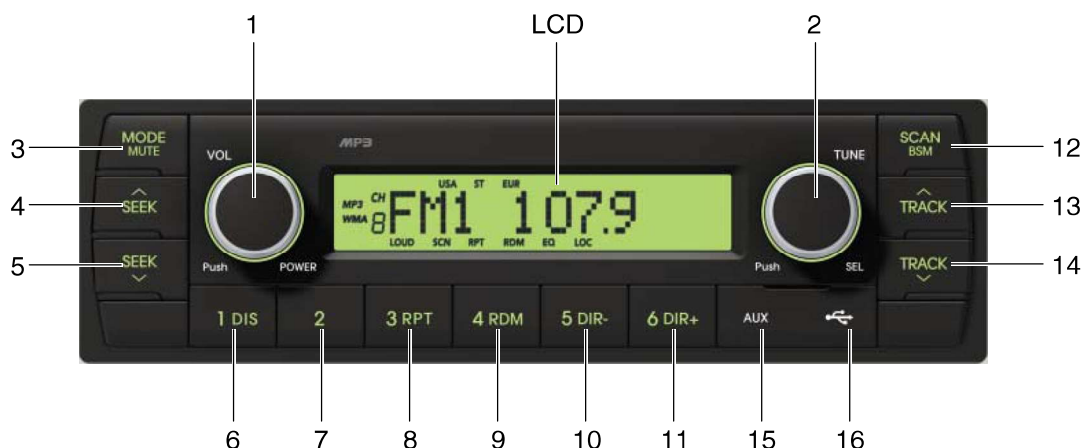 1 LCD 2
3 MODE MUTE VOL MP3 TUNE SCAN BSM 12
4 SEEK MP3 WMA CH 8 USA ST EUR FM1 107.9 LOUD SCN RPT RDM EQ LOC TRACK 13
5 SEEK Push POWER Push SEL TRACK 14
1 DIS 2 3 RPT 4 RDM 5 DIR- 6 DIR+ AUX
6 7 8 9 10 11 15 16